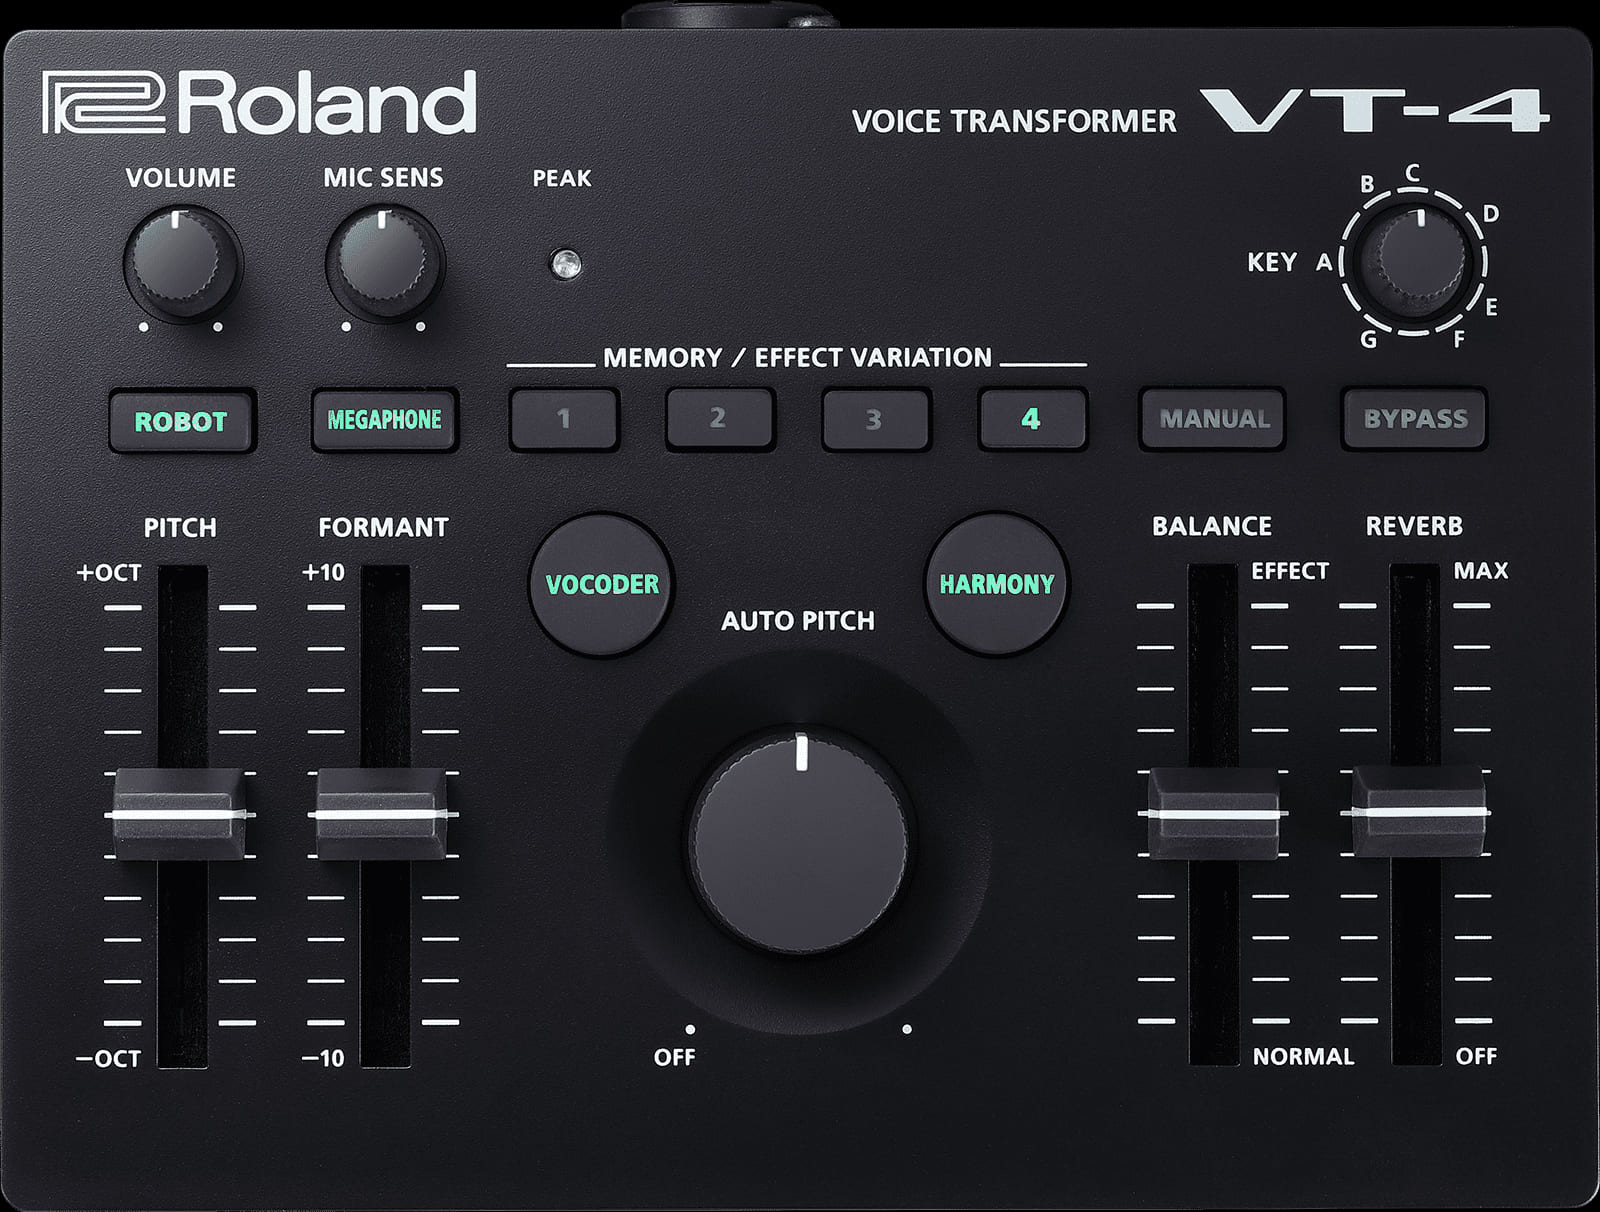 Roland
VOICE TRANSFORMER VT-4
VOLUME MIC SENS PEAK
B C D
KEY A E
G F
MEMORY / EFFECT VARIATION
ROBOT MEGAPHONE 1 2 3 4 MANUAL BYPASS
PITCH FORMANT BALANCE REVERB
+OCT +10 EFFECT MAX
VOCODER HARMONY
AUTO PITCH
−OCT −10 OFF NORMAL OFF